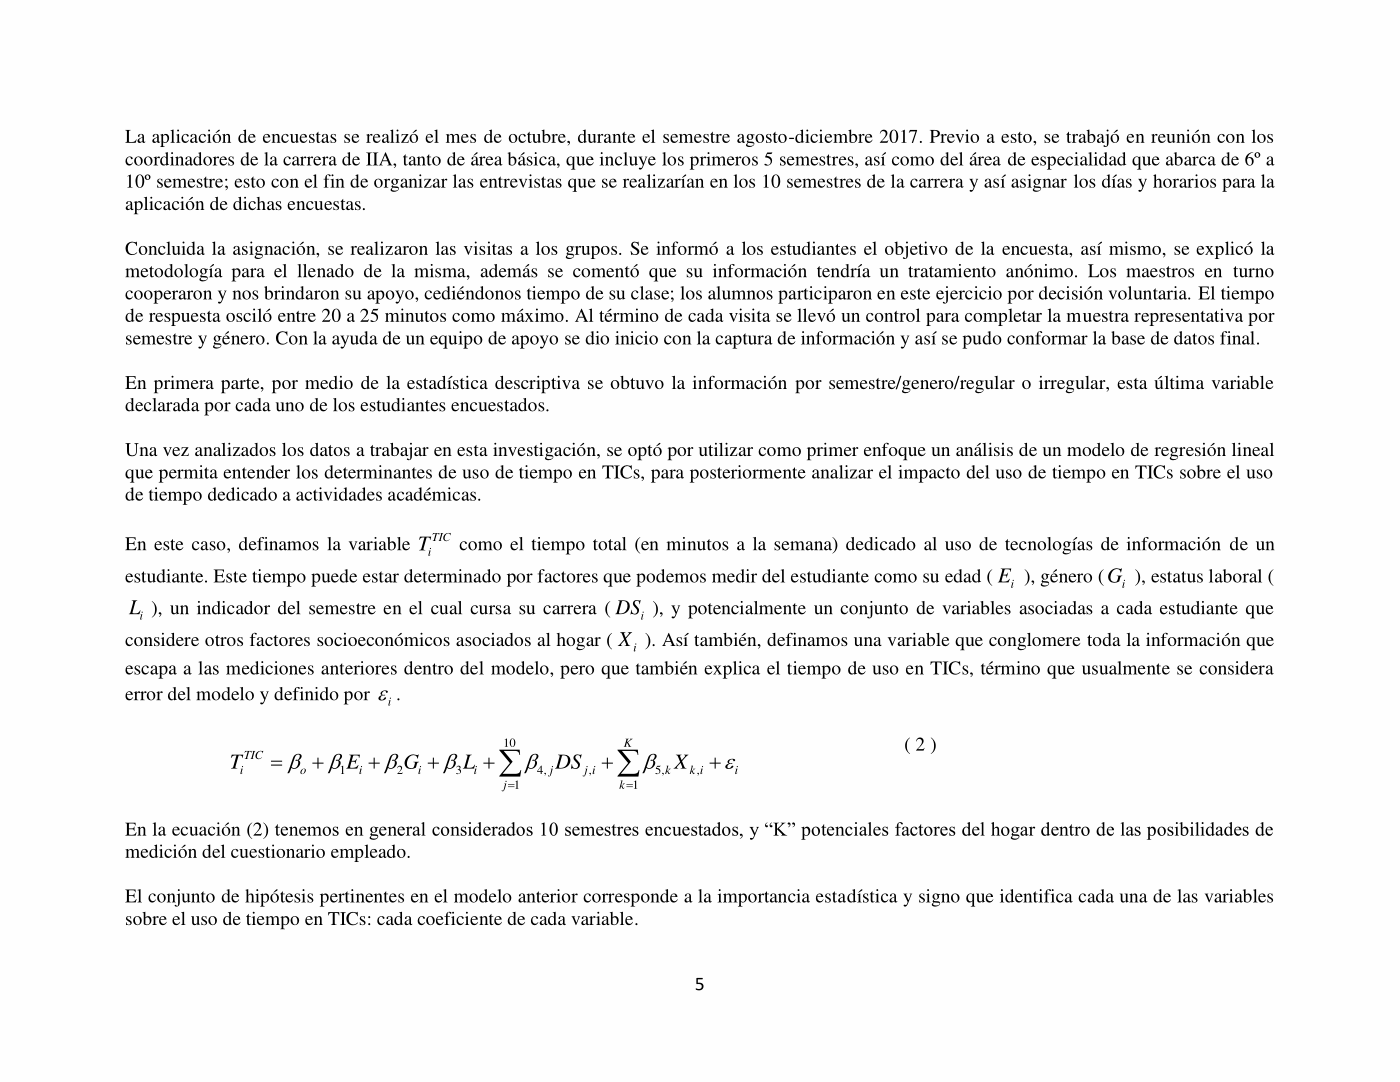 La aplicación de encuestas se realizó el mes de octubre, durante el semestre agosto-diciembre 2017. Previo a esto, se trabajó en reunión con los
coordinadores de la carrera de IIA, tanto de área básica, que incluye los primeros 5 semestres, así como del área de especialidad que abarca de 6º a
10º semestre; esto con el fin de organizar las entrevistas que se realizarían en los 10 semestres de la carrera y así asignar los días y horarios para la
aplicación de dichas encuestas.
Concluida la asignación, se realizaron las visitas a los grupos. Se informó a los estudiantes el objetivo de la encuesta, así mismo, se explicó la
metodología para el llenado de la misma, además se comentó que su información tendría un tratamiento anónimo. Los maestros en turno
cooperaron y nos brindaron su apoyo, cediéndonos tiempo de su clase; los alumnos participaron en este ejercicio por decisión voluntaria. El tiempo
de respuesta osciló entre 20 a 25 minutos como máximo. Al término de cada visita se llevó un control para completar la muestra representativa por
semestre y género. Con la ayuda de un equipo de apoyo se dio inicio con la captura de información y así se pudo conformar la base de datos final.
En primera parte, por medio de la estadística descriptiva se obtuvo la información por semestre/genero/regular o irregular, esta última variable
declarada por cada uno de los estudiantes encuestados.
Una vez analizados los datos a trabajar en esta investigación, se optó por utilizar como primer enfoque un análisis de un modelo de regresión lineal
que permita entender los determinantes de uso de tiempo en TICs, para posteriormente analizar el impacto del uso de tiempo en TICs sobre el uso
de tiempo dedicado a actividades académicas.
En este caso, definamos la variable $T_i^{TIC}$ como el tiempo total (en minutos a la semana) dedicado al uso de tecnologías de información de un
estudiante. Este tiempo puede estar determinado por factores que podemos medir del estudiante como su edad ( $E_i$ ), género ( $G_i$ ), estatus laboral (
$L_i$ ), un indicador del semestre en el cual cursa su carrera ( $DS_i$ ), y potencialmente un conjunto de variables asociadas a cada estudiante que
considere otros factores socioeconómicos asociados al hogar ( $X_i$ ). Así también, definamos una variable que conglomere toda la información que
escapa a las mediciones anteriores dentro del modelo, pero que también explica el tiempo de uso en TICs, término que usualmente se considera
error del modelo y definido por $\varepsilon_i$ .
$T_i^{TIC} = \beta_o + \beta_1 E_i + \beta_2 G_i + \beta_3 L_i + \sum_{j=1}^{10} \beta_{4,j} DS_{j,i} + \sum_{k=1}^{K} \beta_{5,k} X_{k,i} + \varepsilon_i$ ( 2 )
En la ecuación (2) tenemos en general considerados 10 semestres encuestados, y “K” potenciales factores del hogar dentro de las posibilidades de
medición del cuestionario empleado.
El conjunto de hipótesis pertinentes en el modelo anterior corresponde a la importancia estadística y signo que identifica cada una de las variables
sobre el uso de tiempo en TICs: cada coeficiente de cada variable.
5